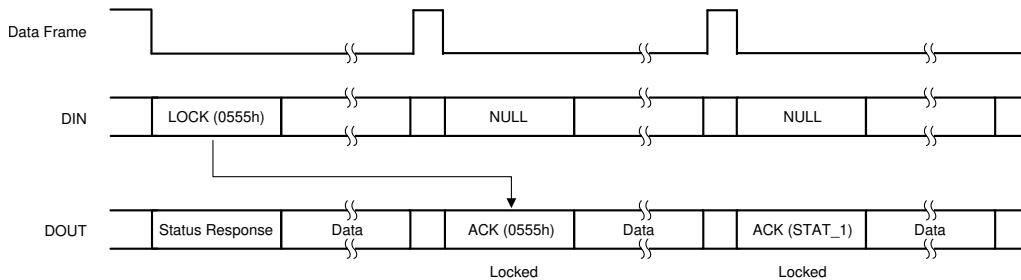 Data Frame
DIN LOCK (0555h) NULL NULL
DOUT Status Response Data ACK (0555h) Data ACK (STAT_1) Data
Locked Locked